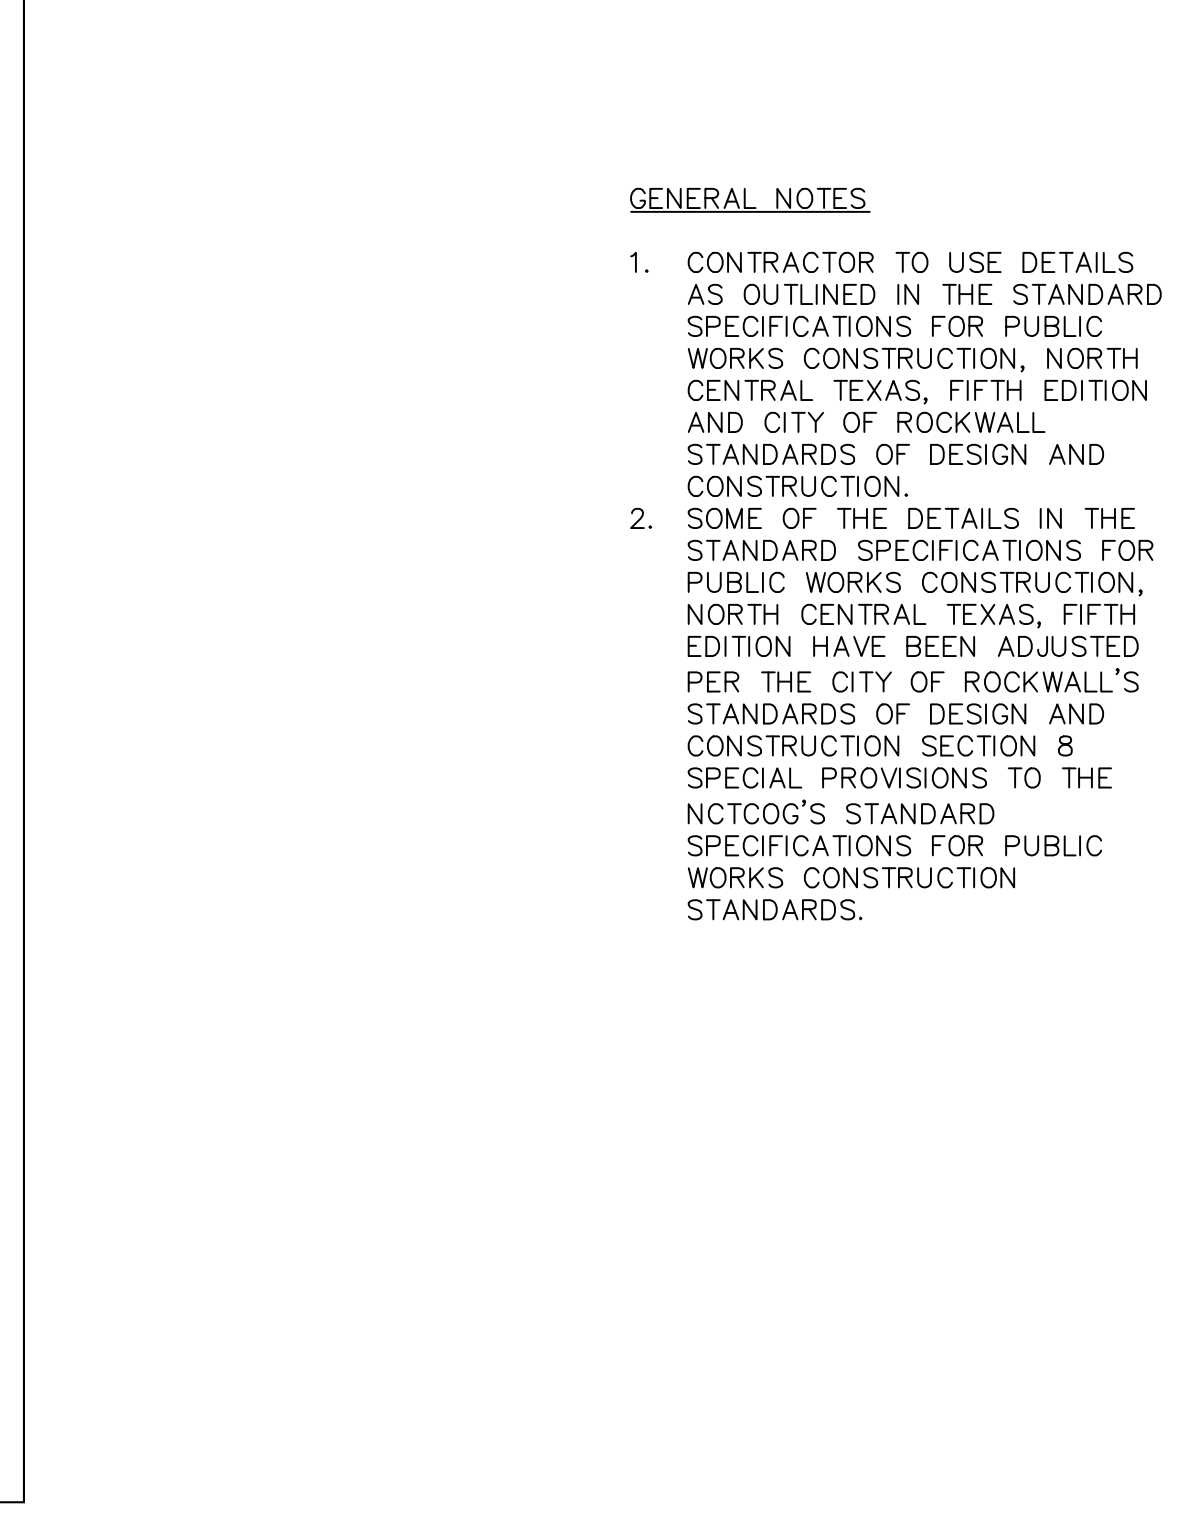 GENERAL NOTES
1. CONTRACTOR TO USE DETAILS
AS OUTLINED IN THE STANDARD
SPECIFICATIONS FOR PUBLIC
WORKS CONSTRUCTION, NORTH
CENTRAL TEXAS, FIFTH EDITION
AND CITY OF ROCKWALL
STANDARDS OF DESIGN AND
CONSTRUCTION.
2. SOME OF THE DETAILS IN THE
STANDARD SPECIFICATIONS FOR
PUBLIC WORKS CONSTRUCTION,
NORTH CENTRAL TEXAS, FIFTH
EDITION HAVE BEEN ADJUSTED
PER THE CITY OF ROCKWALL'S
STANDARDS OF DESIGN AND
CONSTRUCTION SECTION 8
SPECIAL PROVISIONS TO THE
NCTCOG'S STANDARD
SPECIFICATIONS FOR PUBLIC
WORKS CONSTRUCTION
STANDARDS.